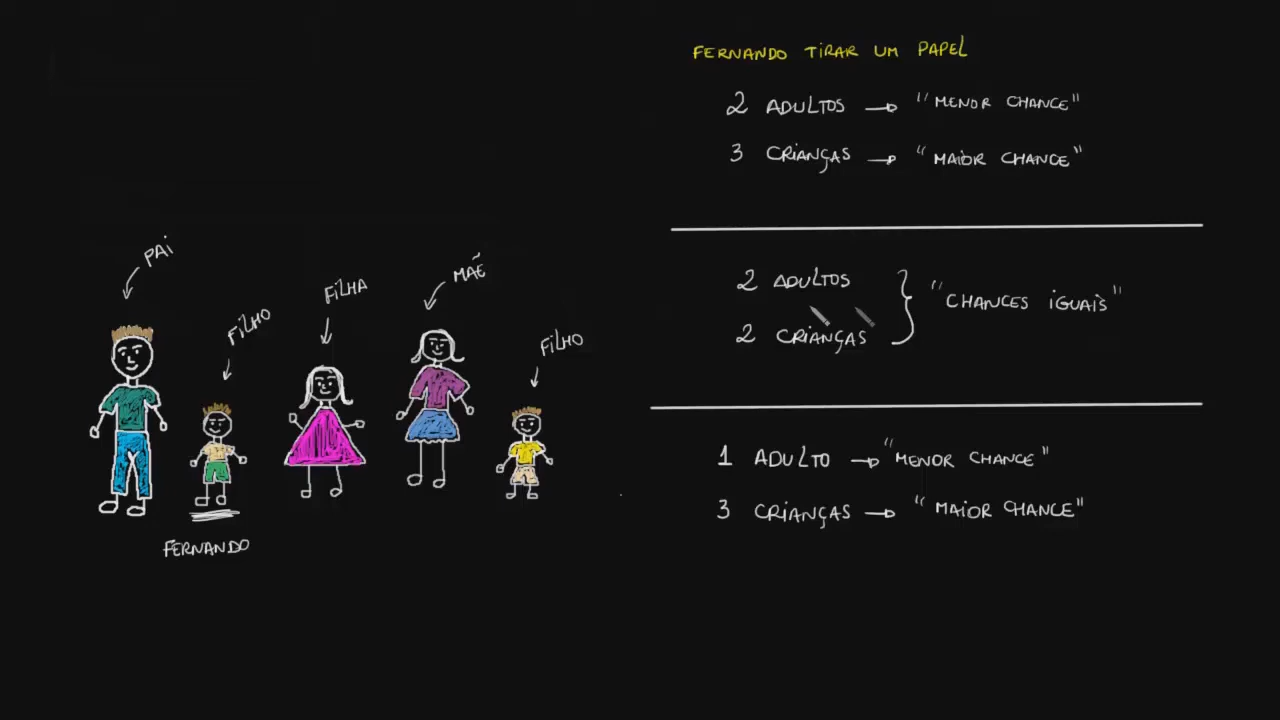 FERNANDO TIRAR UM PAPEL
2 ADULTOS → "MENOR CHANCE"
3 CRIANÇAS → "MAIOR CHANCE"
2 ADULTOS
2 CRIANÇAS
"CHANCES IGUAIS"
1 ADULTO → "MENOR CHANCE"
3 CRIANÇAS → "MAIOR CHANCE"
PAI
FILHO
FILHA
MÃE
FILHO
FERNANDO